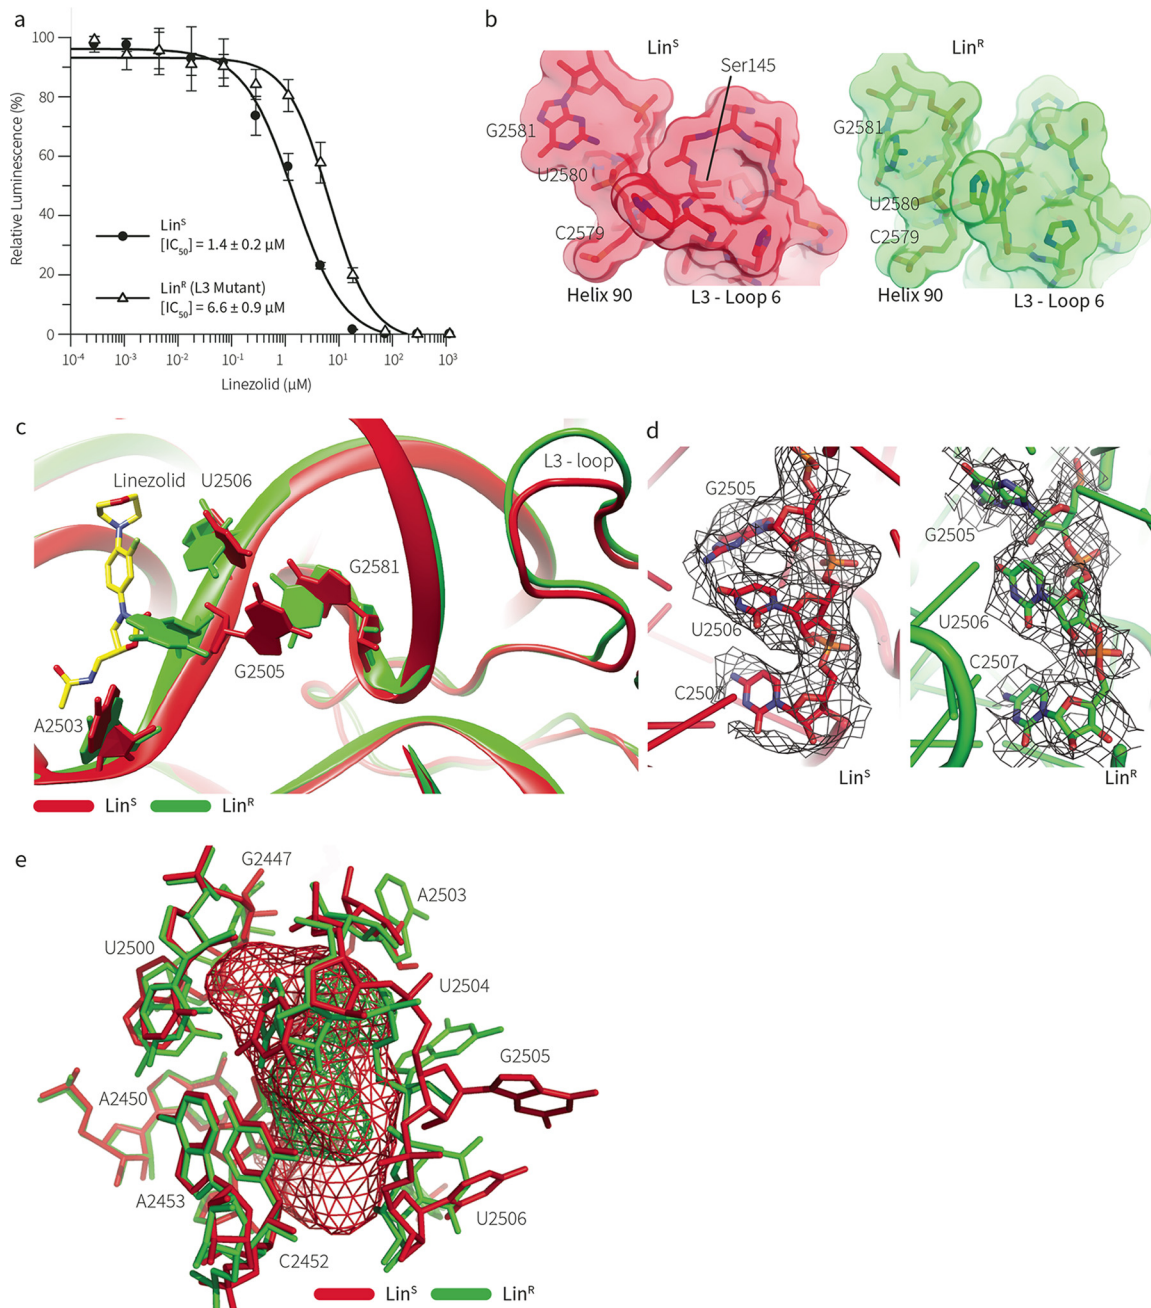 a
Relative Luminescence (%)
100
80
60
40
20
0
Lin^S
[IC_50] = 1.4 ± 0.2 µM
Lin^R (L3 Mutant)
[IC_50] = 6.6 ± 0.9 µM
10^-4 10^-3 10^-2 10^-1 1 10^1 10^2 10^3
Linezolid (µM)
b
Lin^S
Ser145
G2581
U2580
C2579
Helix 90
L3 - Loop 6
Lin^R
G2581
U2580
C2579
Helix 90
L3 - Loop 6
c
Linezolid
U2506
L3 - loop
G2581
G2505
A2503
Lin^S
Lin^R
d
G2505
U2506
C2507
Lin^S
G2505
U2506
C2507
Lin^R
e
G2447
A2503
U2500
U2504
G2505
A2450
A2453
U2506
C2452
Lin^S
Lin^R